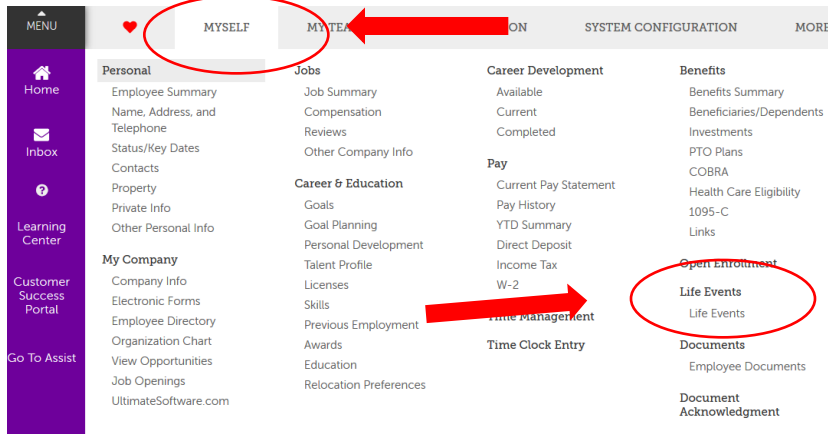 MENU
MYSELF
MY TEA
ON
SYSTEM CONFIGURATION
MORE
Home
Inbox
Learning
Center
Customer
Success
Portal
Go To Assist
Personal
Employee Summary
Name, Address, and
Telephone
Status/Key Dates
Contacts
Property
Private Info
Other Personal Info
My Company
Company Info
Electronic Forms
Employee Directory
Organization Chart
View Opportunities
Job Openings
UltimateSoftware.com
Jobs
Job Summary
Compensation
Reviews
Other Company Info
Career & Education
Goals
Goal Planning
Personal Development
Talent Profile
Licenses
Skills
Previous Employment
Awards
Education
Relocation Preferences
Career Development
Available
Current
Completed
Pay
Current Pay Statement
Pay History
YTD Summary
Direct Deposit
Income Tax
W-2
Time Management
Time Clock Entry
Benefits
Benefits Summary
Beneficiaries/Dependents
Investments
PTO Plans
COBRA
Health Care Eligibility
1095-C
Links
Open Enrollment
Life Events
Life Events
Documents
Employee Documents
Document
Acknowledgment